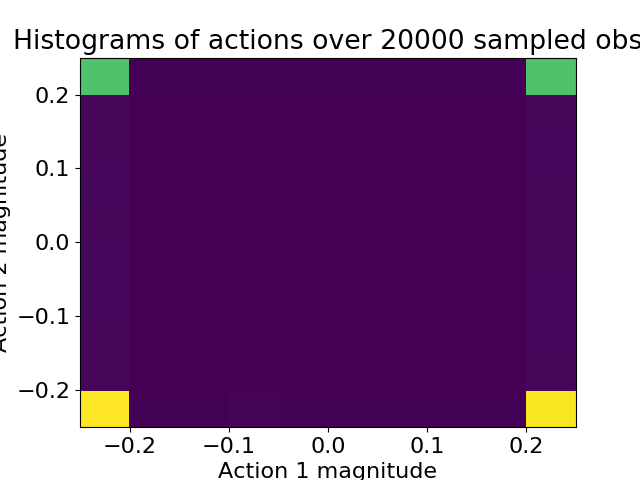 Histograms of actions over 20000 sampled obs
0.2
0.1
0.0
−0.1
−0.2
Action 2 magnitude
−0.2 −0.1 0.0 0.1 0.2
Action 1 magnitude